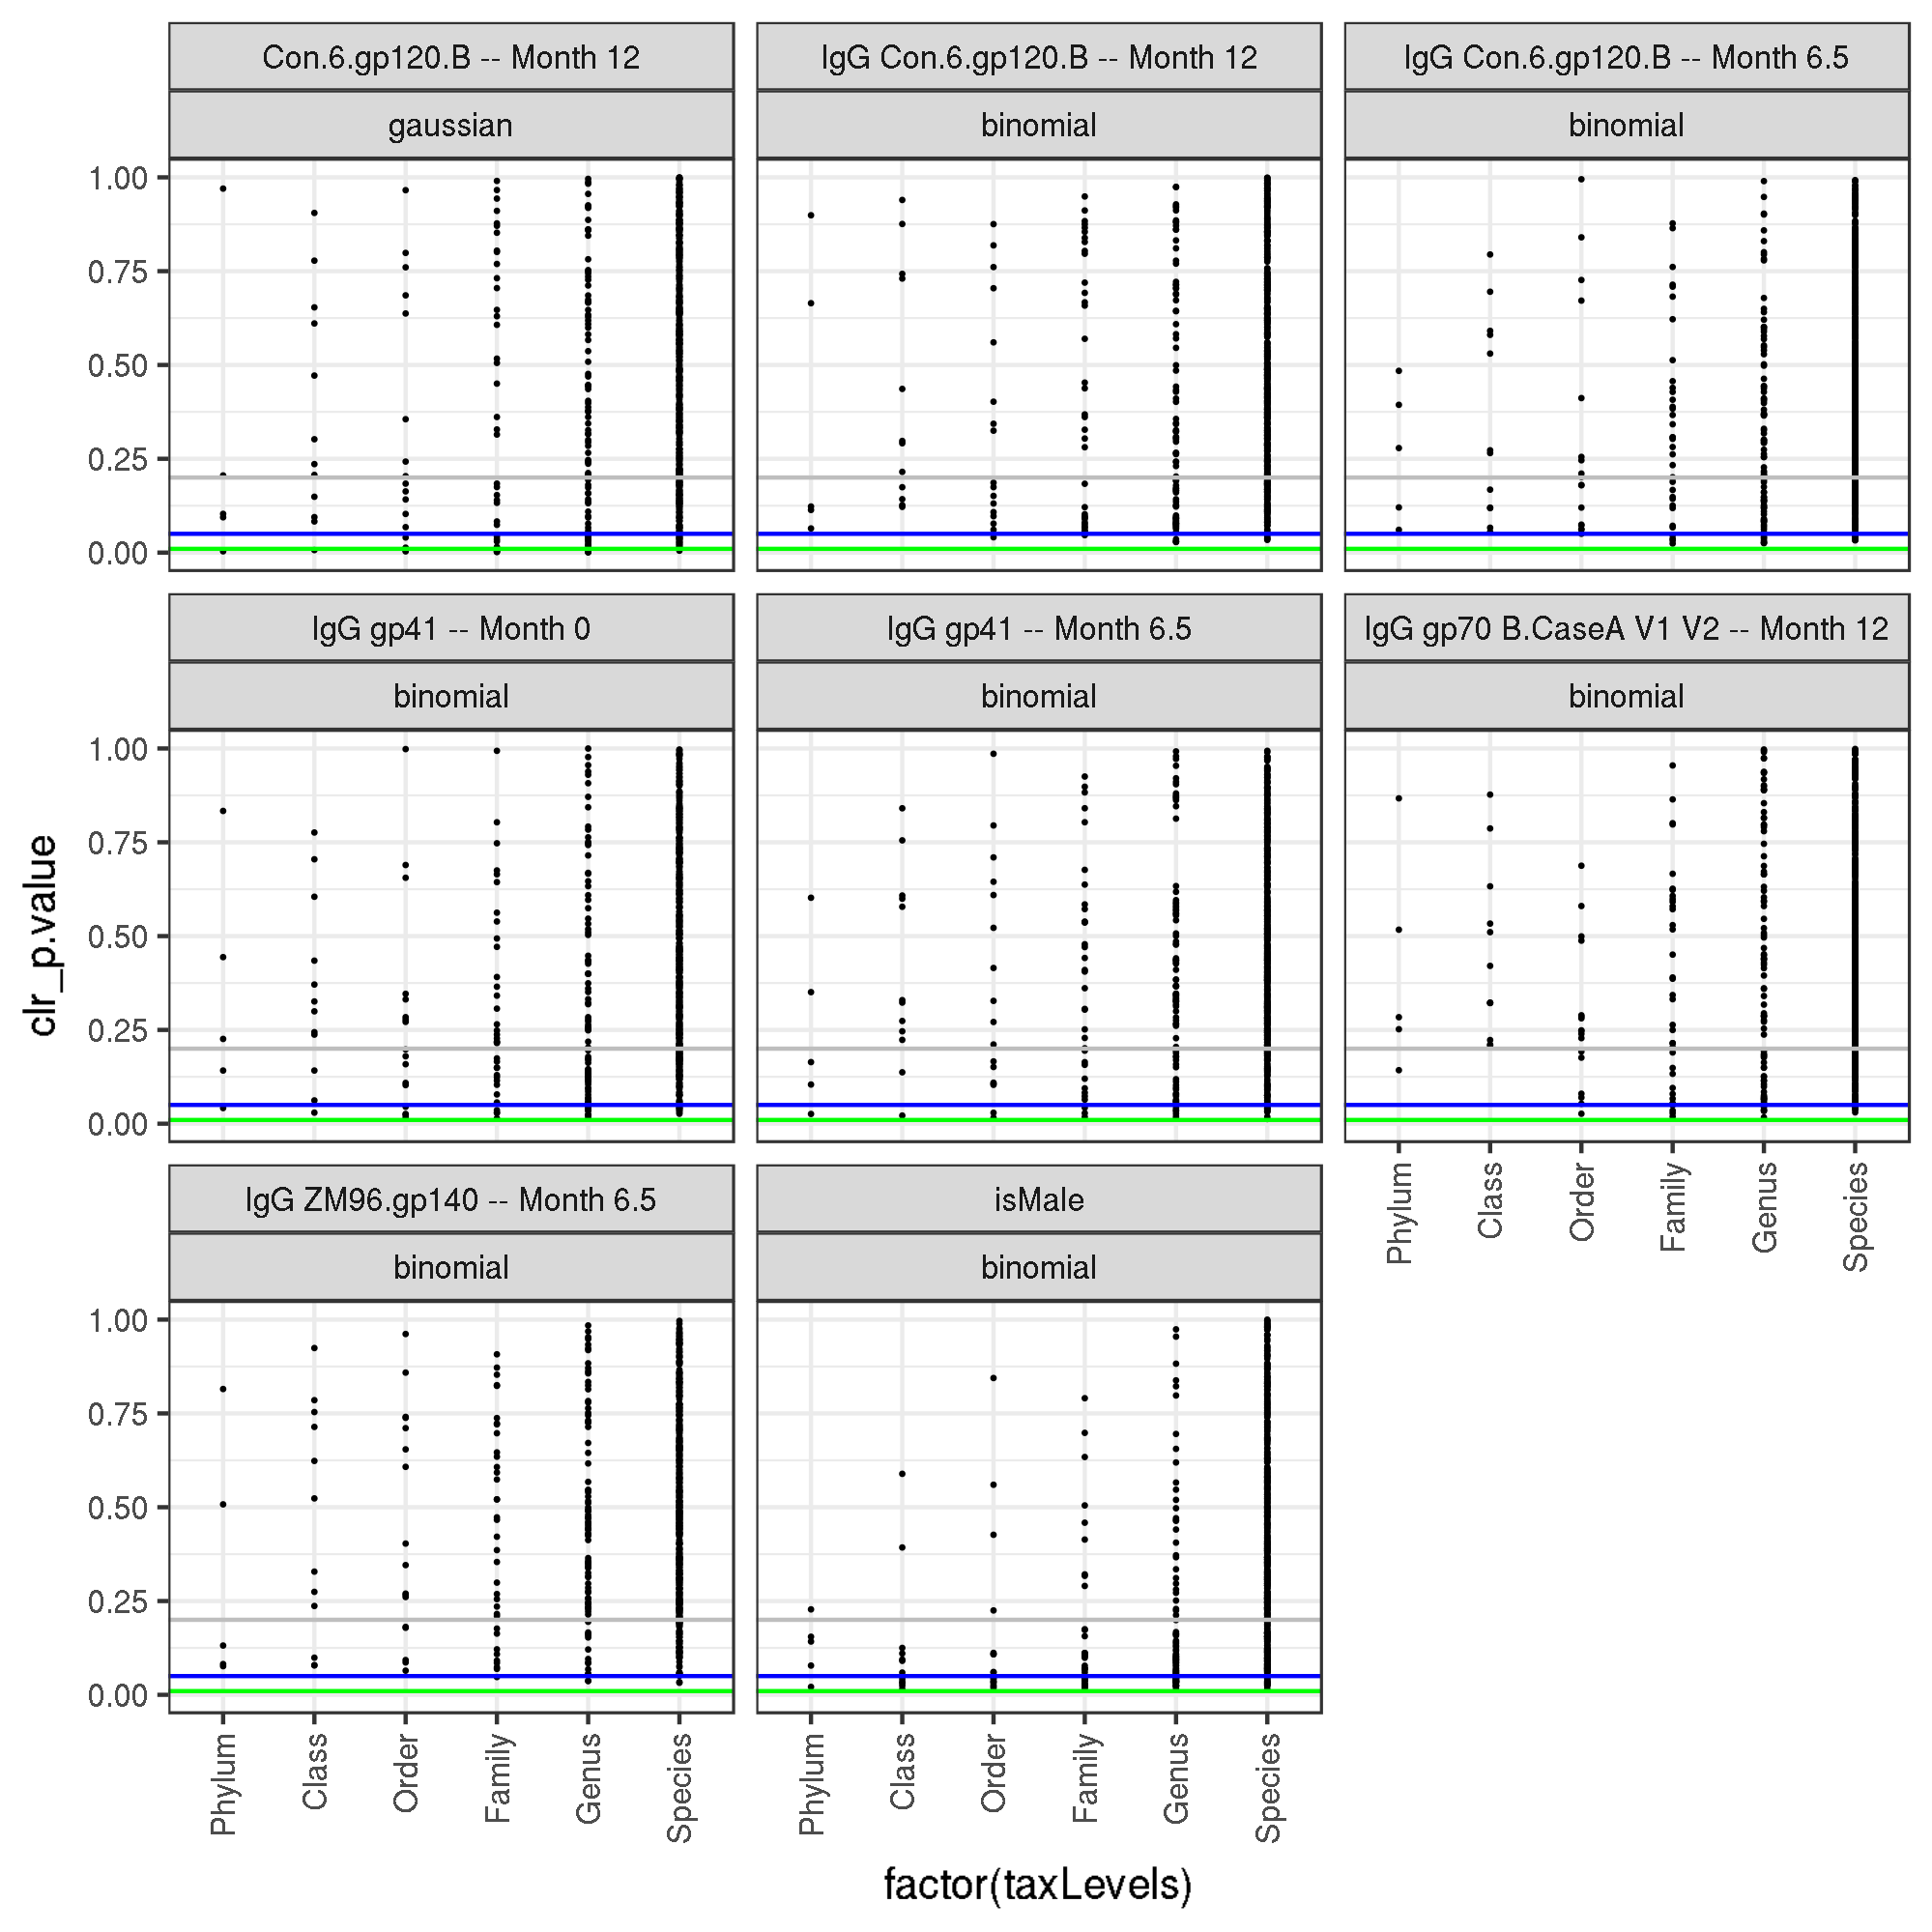 Con.6.gp120.B -- Month 12
gaussian
IgG Con.6.gp120.B -- Month 12
binomial
IgG Con.6.gp120.B -- Month 6.5
binomial
1.00
0.75
0.50
0.25
0.00
IgG gp41 -- Month 0
binomial
IgG gp41 -- Month 6.5
binomial
IgG gp70 B.CaseA V1 V2 -- Month 12
binomial
1.00
0.75
0.50
0.25
0.00
Phylum
Class
Order
Family
Genus
Species
IgG ZM96.gp140 -- Month 6.5
binomial
isMale
binomial
1.00
0.75
0.50
0.25
0.00
Phylum
Class
Order
Family
Genus
Species
Phylum
Class
Order
Family
Genus
Species
clr_p.value
factor(taxLevels)